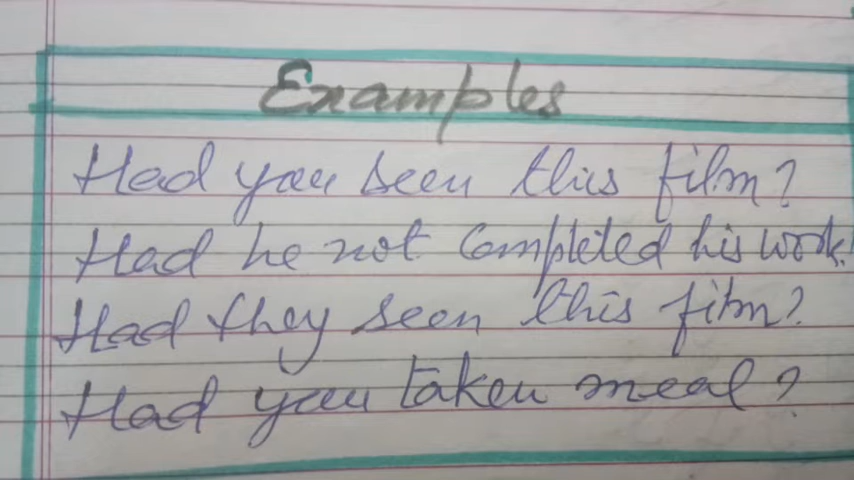 Examples
Had you seen this film?
Had he not completed his work.
Had they seen this film?
Had you taken meal?